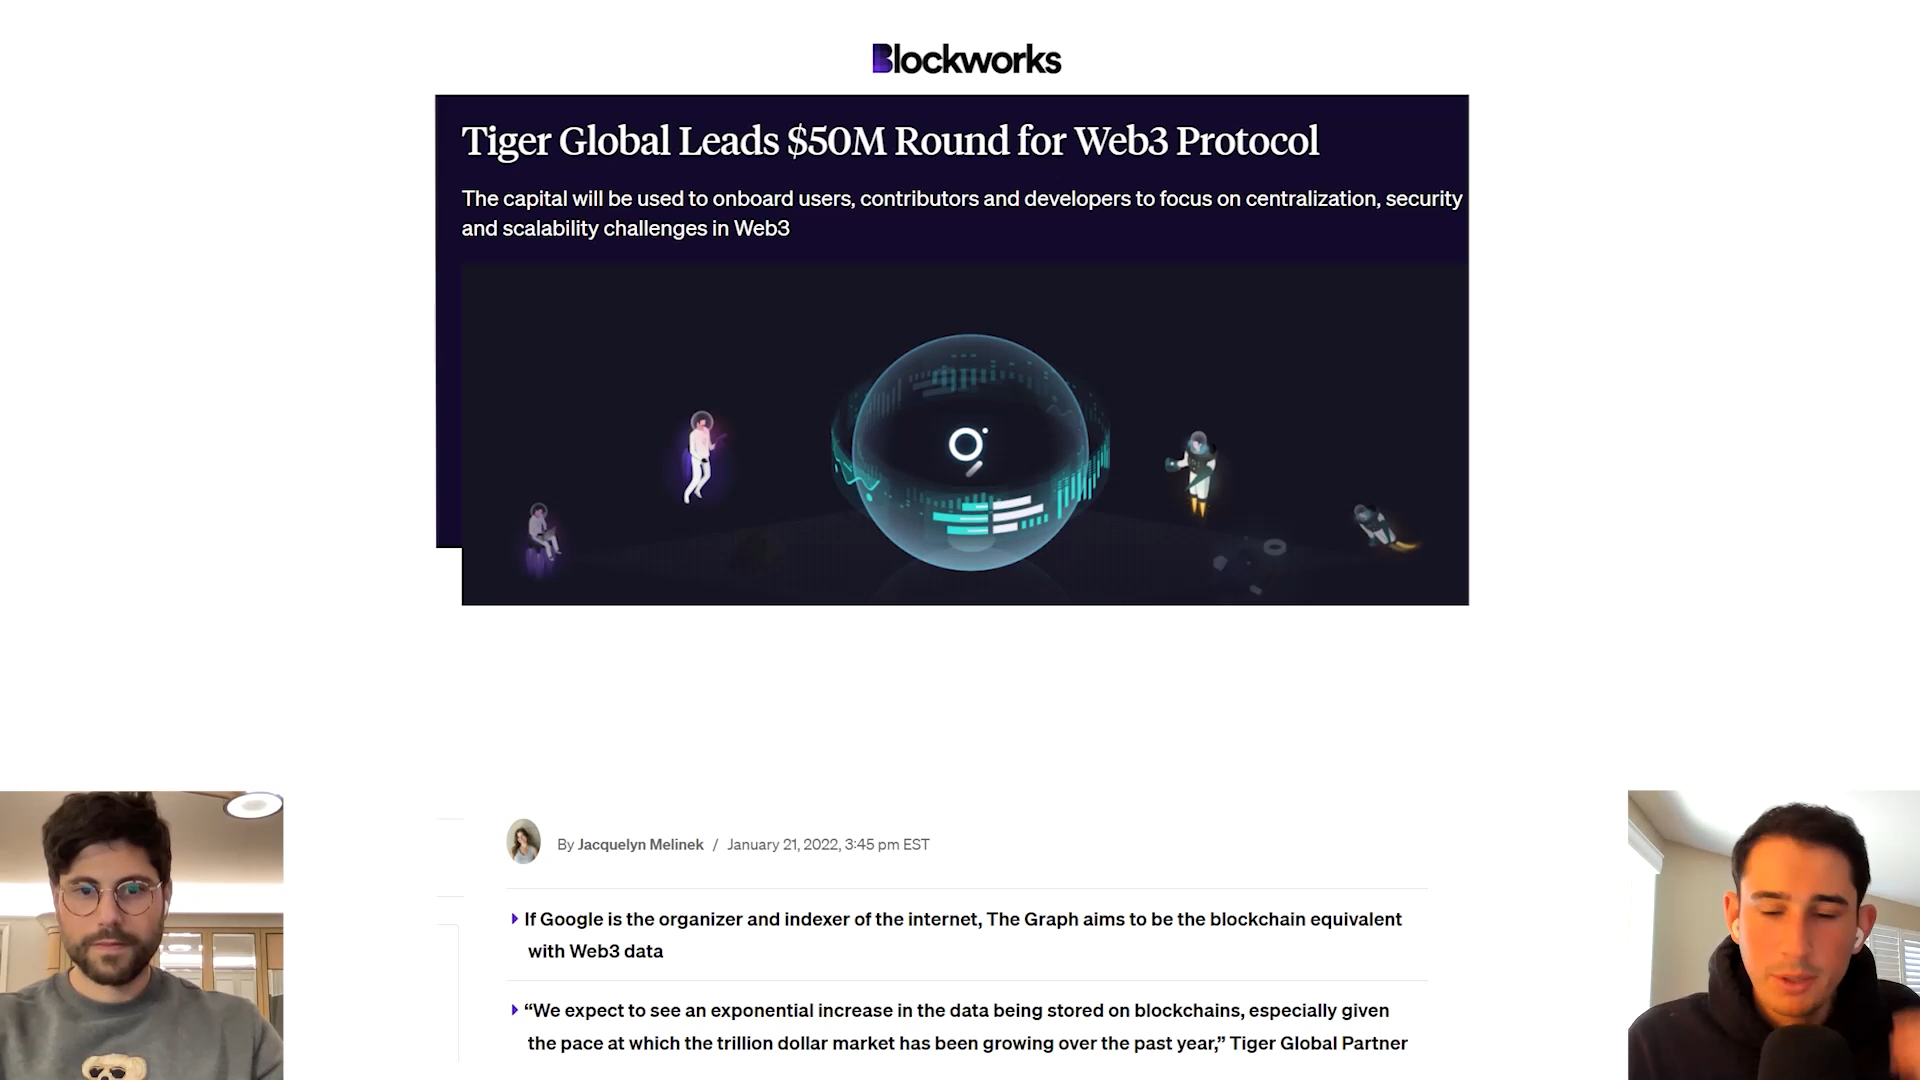 Blockworks
Tiger Global Leads $50M Round for Web3 Protocol
The capital will be used to onboard users, contributors and developers to focus on centralization, security
and scalability challenges in Web3
By Jacquelyn Melinek / January 21, 2022, 3:45 pm EST
If Google is the organizer and indexer of the internet, The Graph aims to be the blockchain equivalent
with Web3 data
“We expect to see an exponential increase in the data being stored on blockchains, especially given
the pace at which the trillion dollar market has been growing over the past year,” Tiger Global Partner